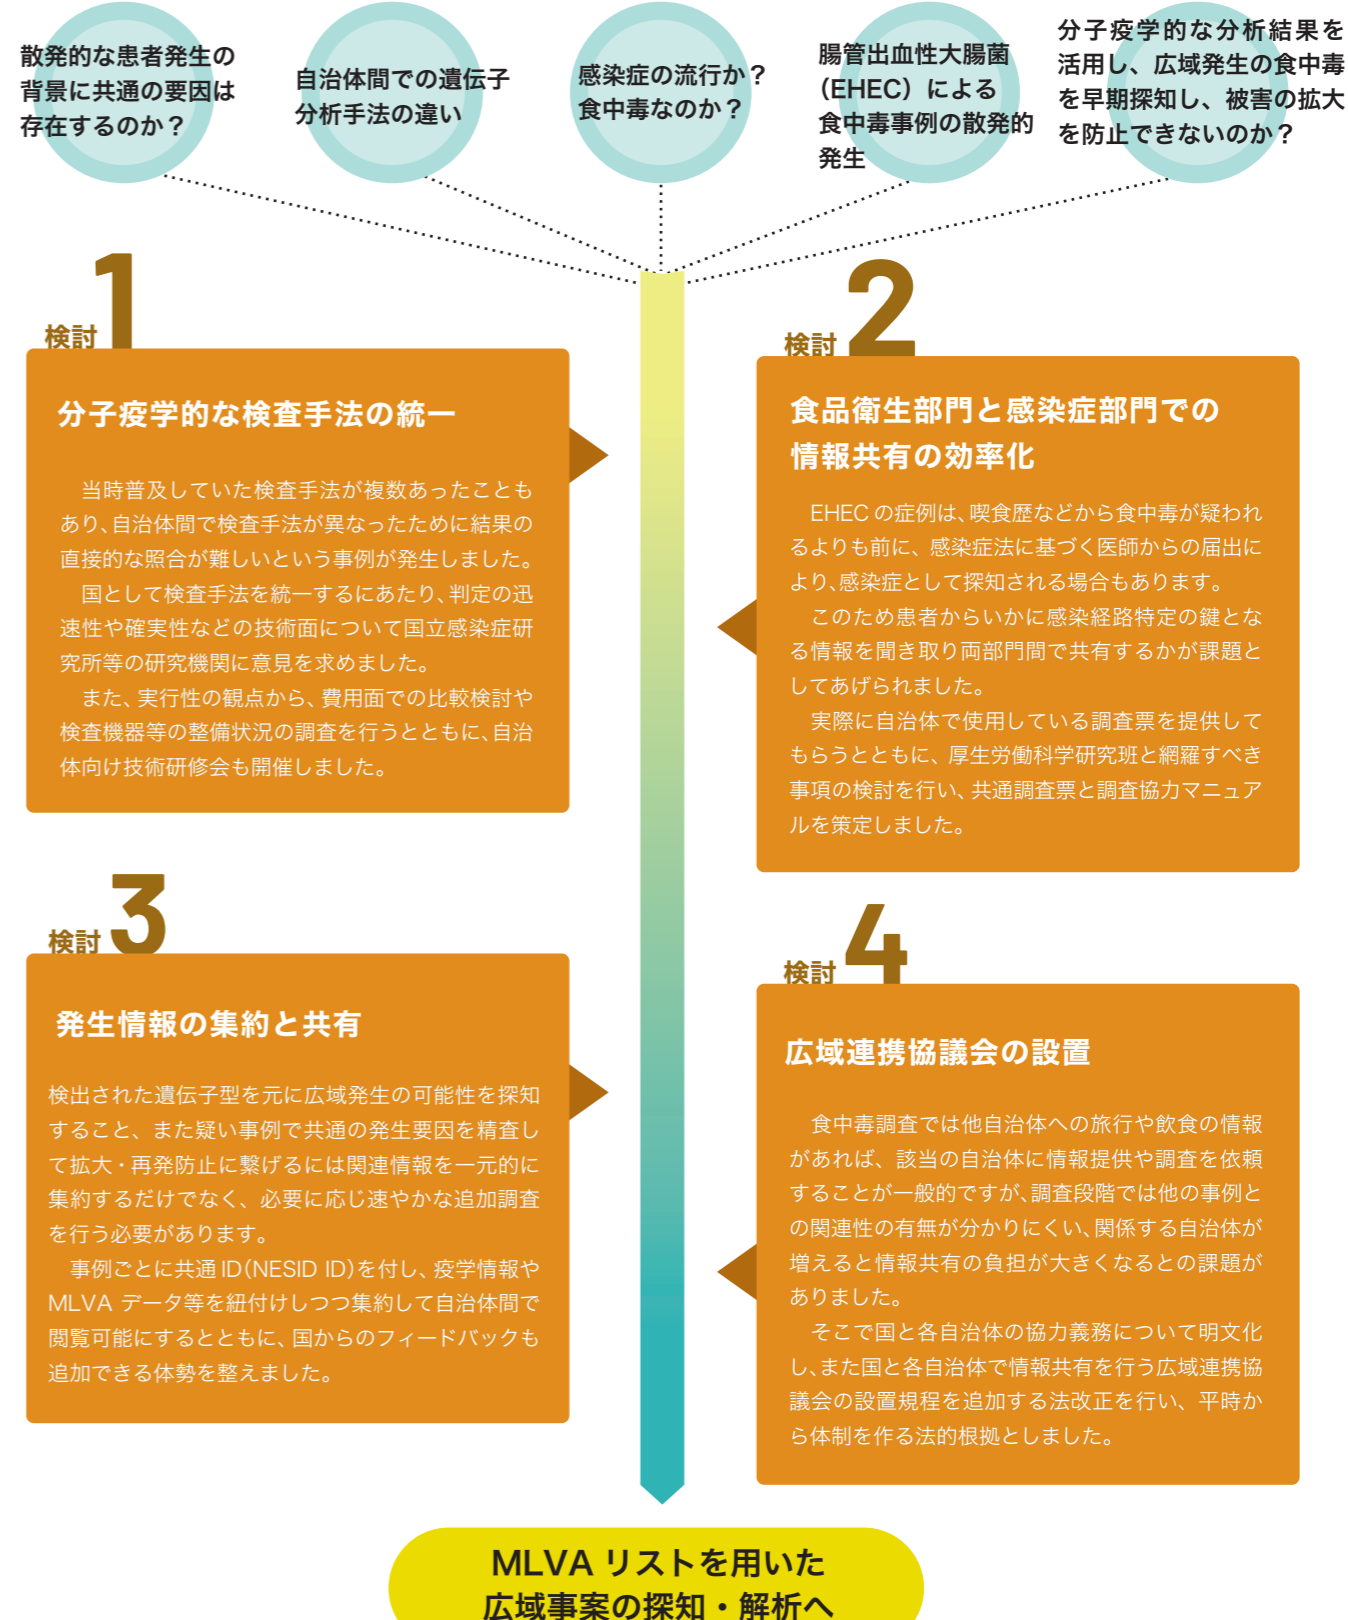 散発的な患者発生の
背景に共通の要因は
存在するのか？
自治体間での遺伝子
分析手法の違い
感染症の流行か？
食中毒なのか？
腸管出血性大腸菌
（EHEC）による
食中毒事例の散発的
発生
分子疫学的な分析結果を
活用し、広域発生の食中毒
を早期探知し、被害の拡大
を防止できないのか？
検討1
分子疫学的な検査手法の統一
当時普及していた検査手法が複数あったことも
あり、自治体間で検査手法が異なったために結果の
直接的な照合が難しいという事例が発生しました。
国として検査手法を統一するにあたり、判定の迅
速性や確実性などの技術面について国立感染症研
究所等の研究機関に意見を求めました。
また、実行性の観点から、費用面での比較検討や
検査機器等の整備状況の調査を行うとともに、自治
体向け技術研修会も開催しました。
検討2
食品衛生部門と感染症部門での
情報共有の効率化
EHECの症例は、喫食歴などから食中毒が疑われ
るよりも前に、感染症法に基づく医師からの届出に
より、感染症として探知される場合もあります。
このため患者からいかに感染経路特定の鍵とな
る情報を聞き取り両部門間で共有するかが課題と
してあげられました。
実際に自治体で使用している調査票を提供して
もらうとともに、厚生労働科学研究班と網羅すべき
事項の検討を行い、共通調査票と調査協力マニュア
ルを策定しました。
検討3
発生情報の集約と共有
検出された遺伝子型を元に広域発生の可能性を探知
すること、また疑い事例で共通の発生要因を精査し
て拡大・再発防止に繋げるには関連情報を一元的に
集約するだけでなく、必要に応じ速やかな追加調査
を行う必要があります。
事例ごとに共通ID（NESID ID）を付し、疫学情報や
MLVA データ等を紐付けしつつ集約して自治体間で
閲覧可能にするとともに、国からのフィードバックも
追加できる体勢を整えました。
検討4
広域連携協議会の設置
食中毒調査では他自治体への旅行や飲食の情報
があれば、該当の自治体に情報提供や調査を依頼
することが一般的ですが、調査段階では他の事例と
の関連性の有無が分かりにくい、関係する自治体が
増えると情報共有の負担が大きくなるとの課題が
ありました。
そこで国と各自治体の協力義務について明文化
し、また国と各自治体で情報共有を行う広域連携協
議会の設置規程を追加する法改正を行い、平時か
ら体制を作る法的根拠としました。
MLVA リストを用いた
広域事案の探知・解析へ